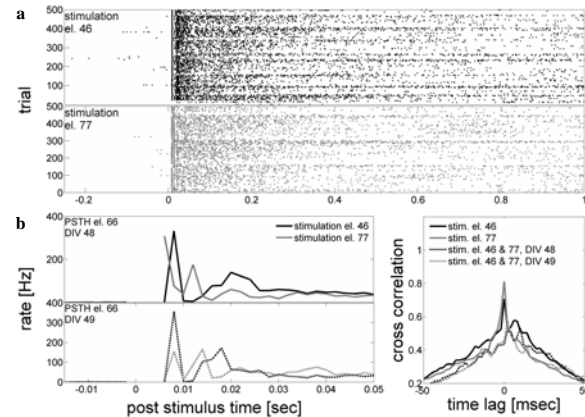 a
500
400
300
200
100
0
stimulation
el. 46
trial
500
400
300
200
100
0
stimulation
el. 77
-0.2 0 0.2 0.4 0.6 0.8 1
b
400
200
400
PSTH el. 66
DIV 48
stimulation el. 46
stimulation el. 77
rate [Hz]
200
0
PSTH el. 66
DIV 49
-0.01 0 0.01 0.02 0.03 0.04 0.05
post stimulus time [sec]
stim. el. 46
stim. el. 77
stim. el. 46 & 77, DIV 48
stim. el. 46 & 77, DIV 49
cross correlation
1
0.8
0.6
0.4
0.2
-50 0 50
time lag [msec]